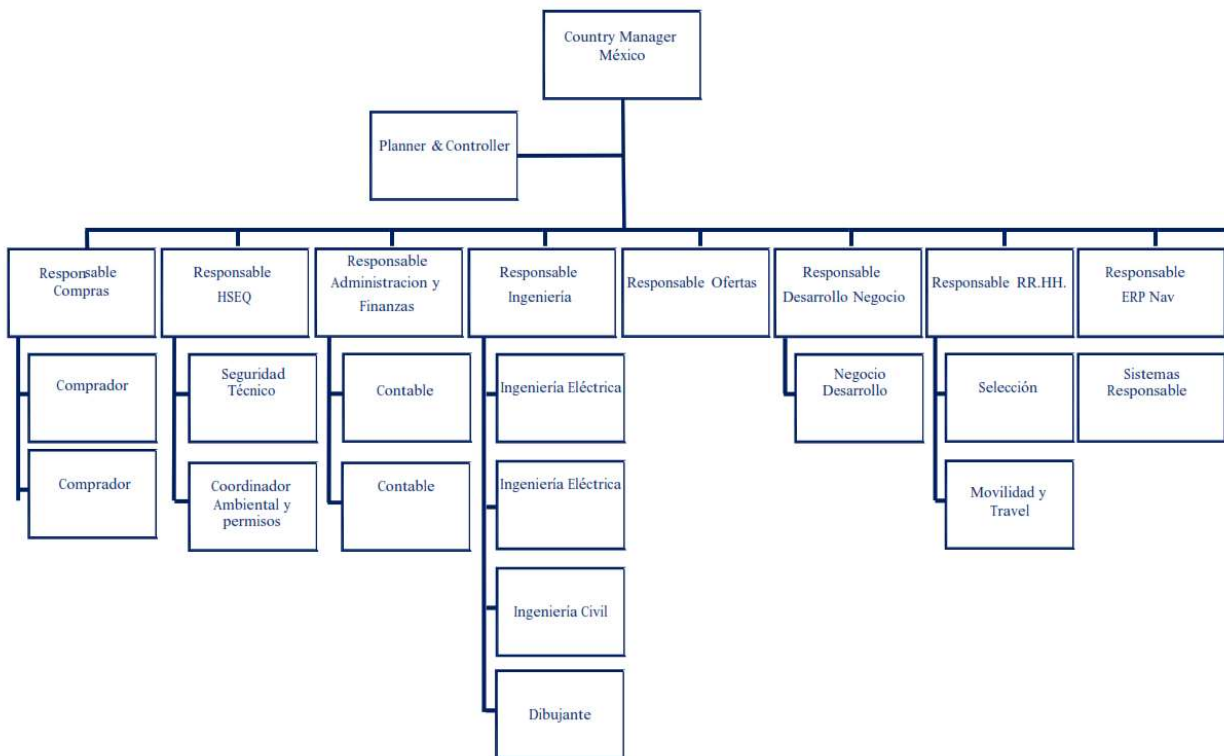 Country Manager
México
Planner & Controller
Responsable
Compras
Responsable
HSEQ
Responsable
Administracion y
Finanzas
Responsable
Ingeniería
Responsable Ofertas
Responsable
Desarrollo Negocio
Responsable RR.HH.
Responsable
ERP Nav
Comprador
Seguridad
Técnico
Contable
Ingeniería Eléctrica
Negocio
Desarrollo
Selección
Sistemas
Responsable
Comprador
Coordinador
Ambiental y
permisos
Contable
Ingeniería Eléctrica
Movilidad y
Travel
Ingeniería Civil
Dibujante